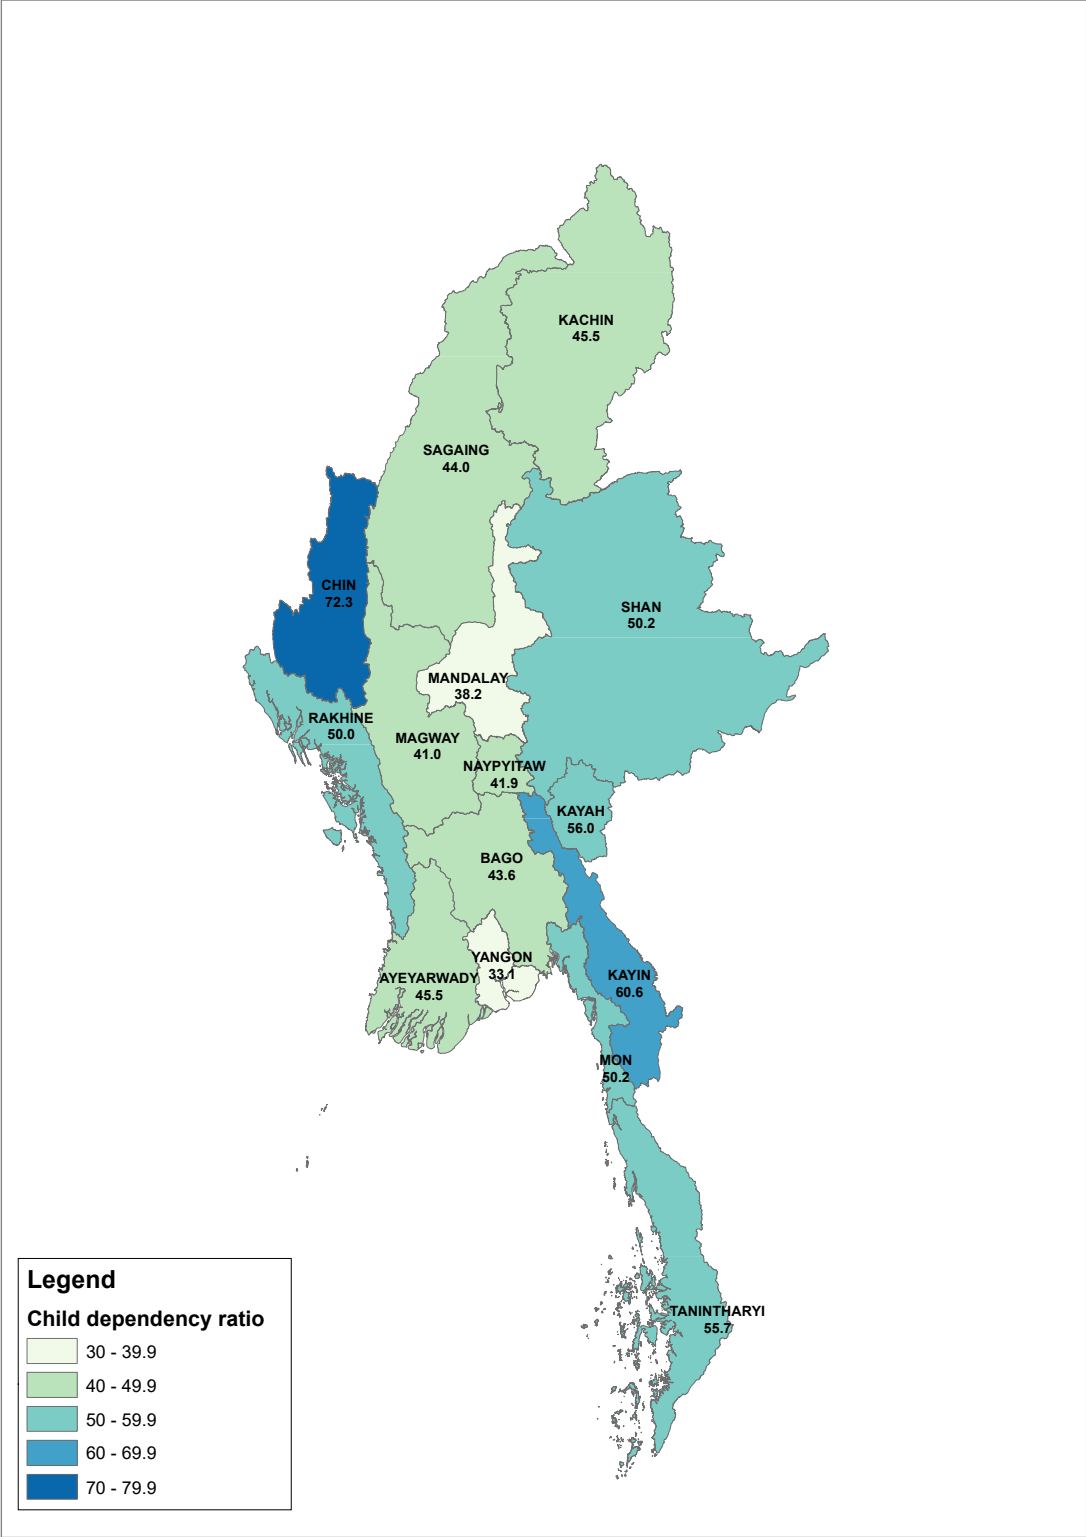 KACHIN
45.5
SAGAING
44.0
CHIN
72.3
SHAN
50.2
MANDALAY
38.2
RAKHINE
50.0
MAGWAY
41.0
NAYPYITAW
41.9
KAYAH
56.0
BAGO
43.6
YANGON
33.1
AYEYARWADY
45.5
KAYIN
60.6
MON
50.2
TANINTHARYI
55.7
Legend
Child dependency ratio
30 - 39.9
40 - 49.9
50 - 59.9
60 - 69.9
70 - 79.9